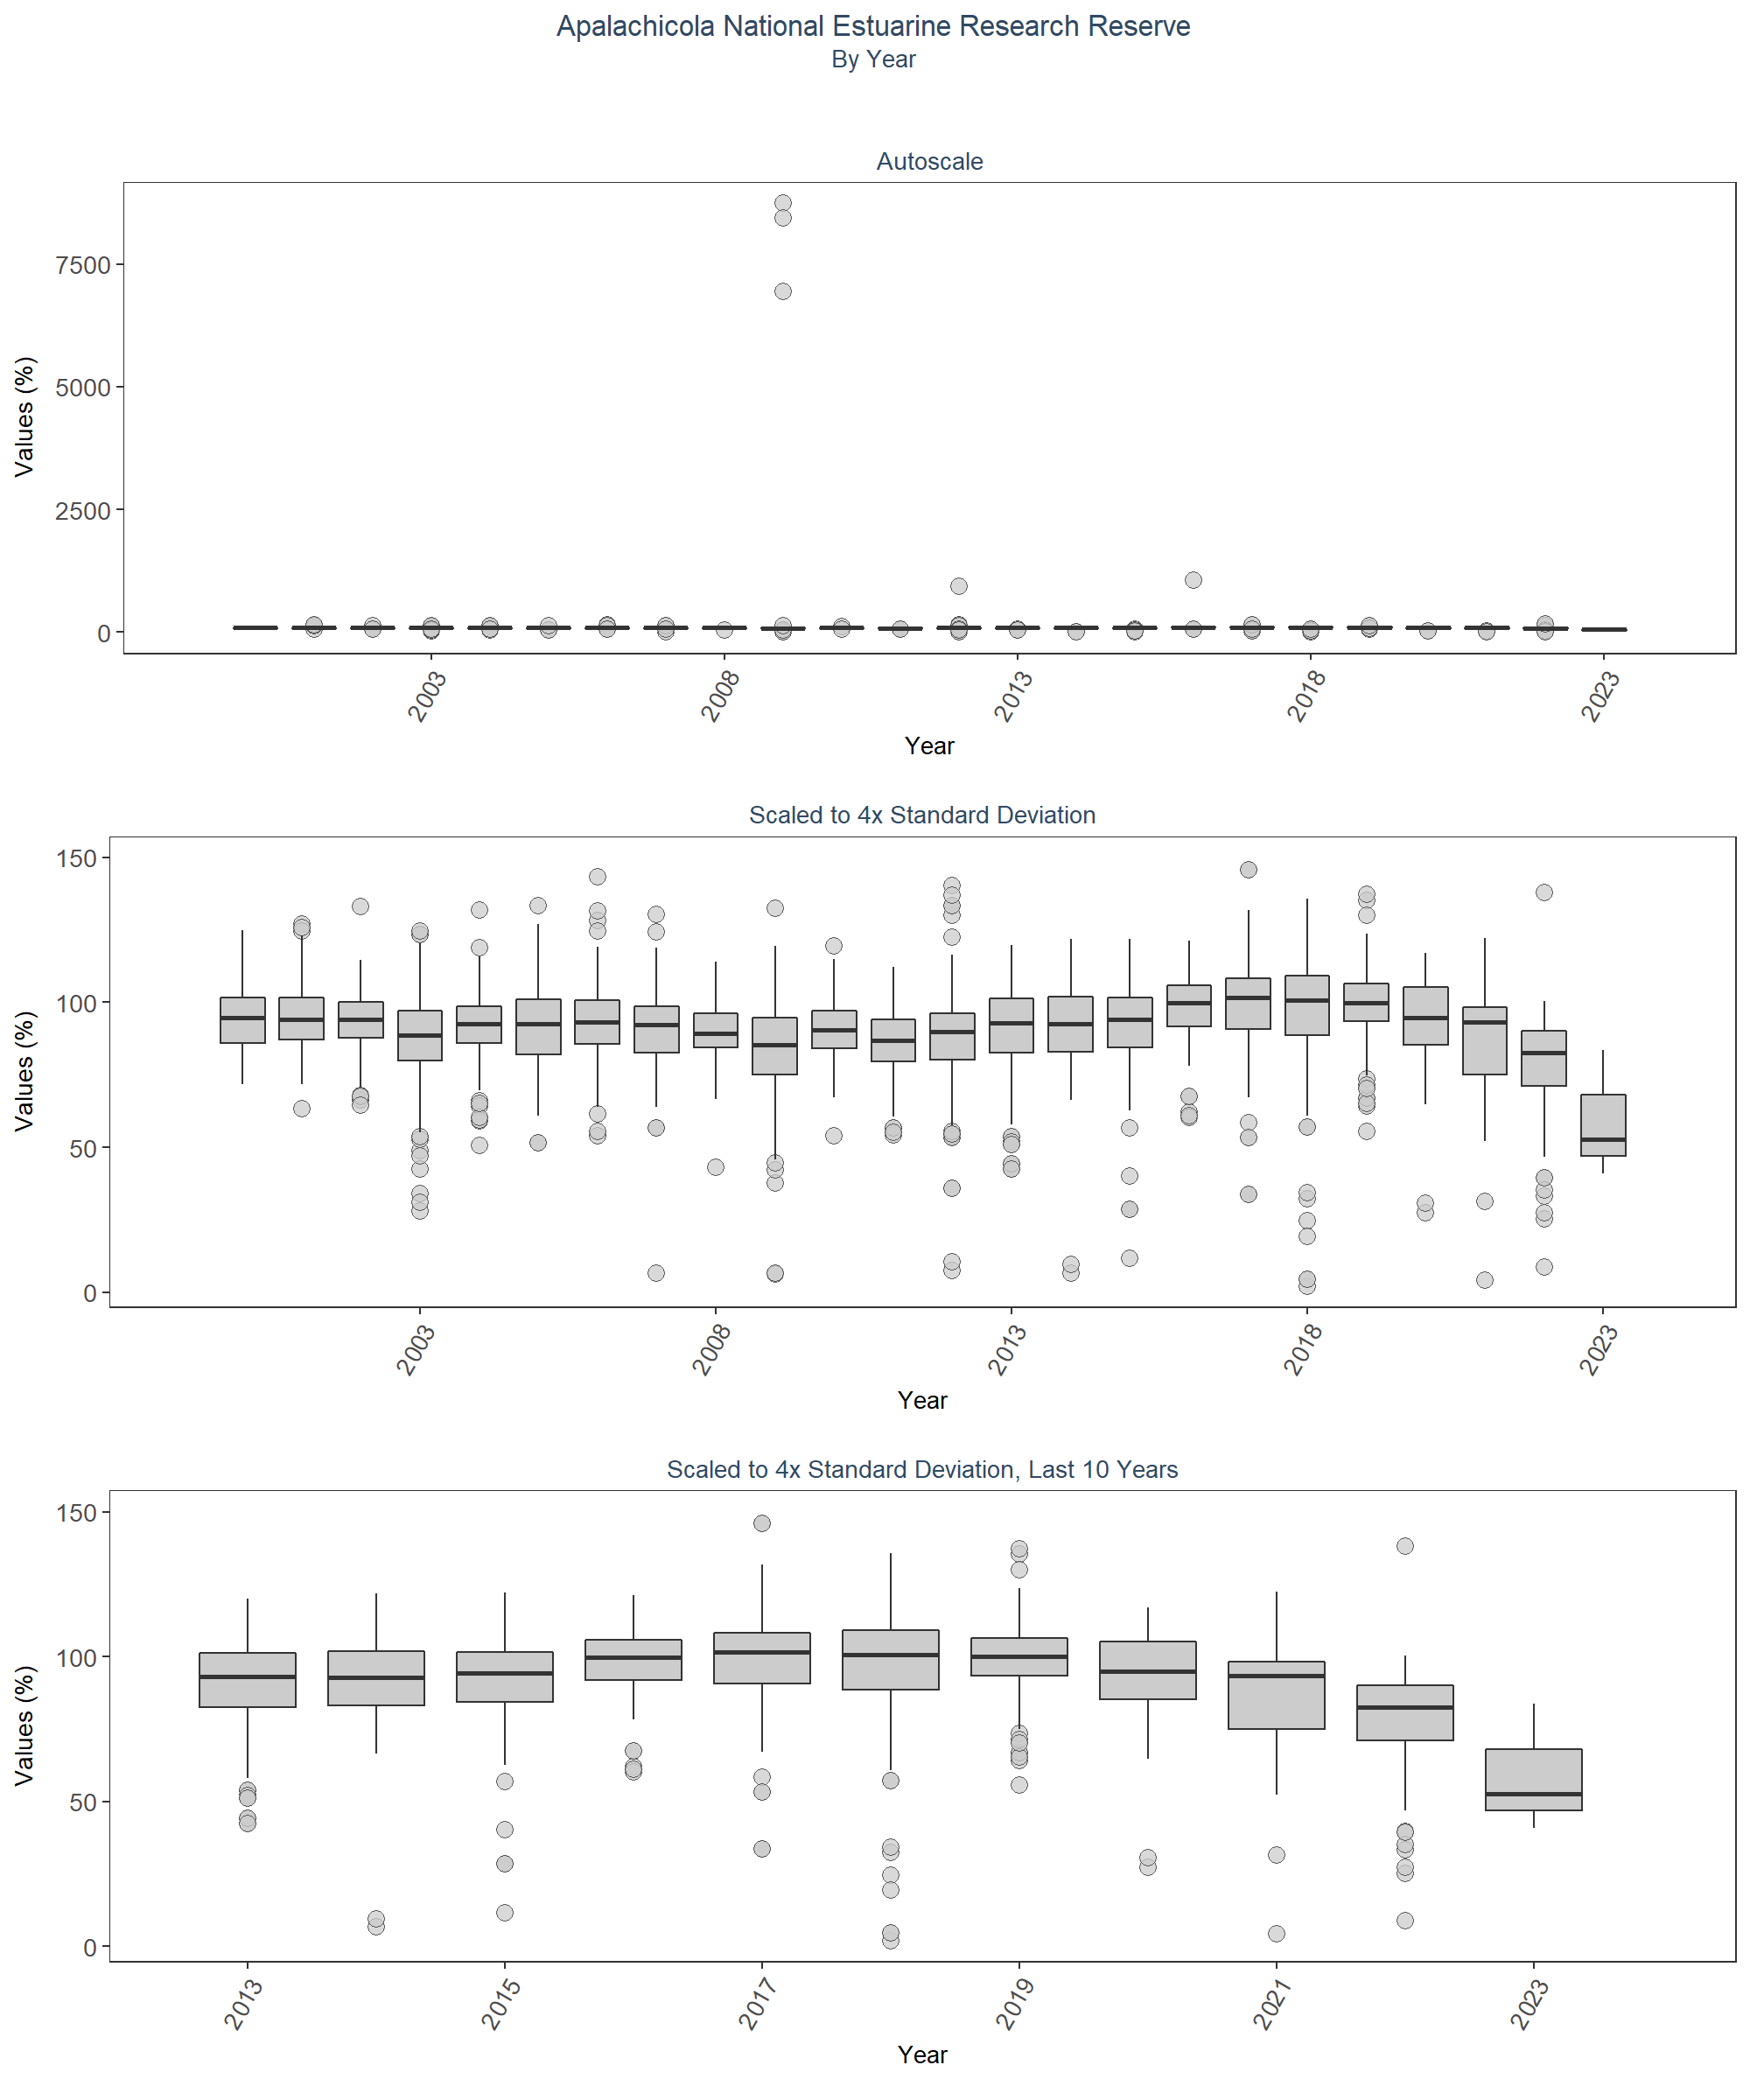 Apalachicola National Estuarine Research Reserve
By Year
Autoscale
7500
5000
2500
0
Values (%)
2003 2008 2013 2018 2023
Year
Scaled to 4x Standard Deviation
150
100
50
0
Values (%)
2003 2008 2013 2018 2023
Year
Scaled to 4x Standard Deviation, Last 10 Years
150
100
50
0
Values (%)
2013 2015 2017 2019 2021 2023
Year